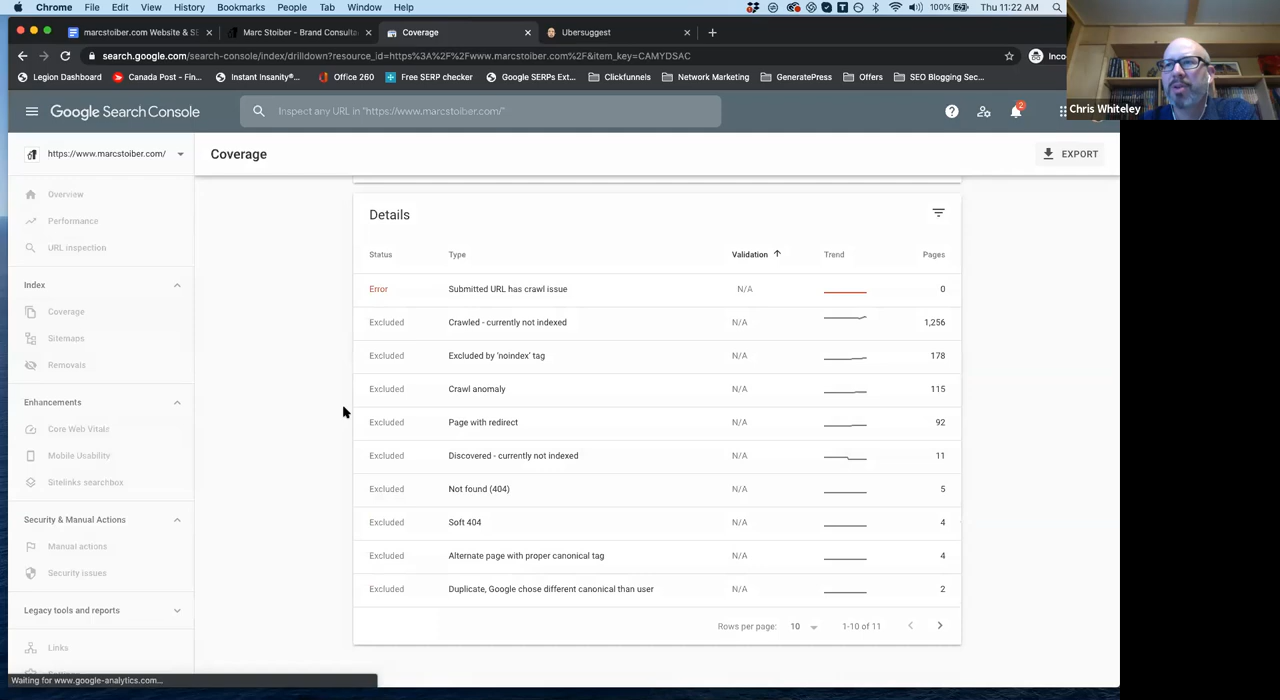 Chrome File Edit View History Bookmarks People Tab Window Help 100% Thu 11:22 AM
marcstoiber.com Website & SE Marc Stoiber - Brand Consulta Coverage Ubersuggest
search.google.com/search-console/index/drilldown?resource_id=https%3A%2F%2Fwww.marcstoiber.com%2F&item_key=CAMYDSAC Inco
Legion Dashboard Canada Post - Fin... Instant Insanity®... Office 260 Free SERP checker Google SERPs Ext... Clickfunnels Network Marketing GeneratePress Offers SEO Blogging Sec...
Chris Whiteley
Google Search Console Inspect any URL in "https://www.marcstoiber.com/" 2
https://www.marcstoiber.com/ Coverage EXPORT
Overview
Performance
URL inspection
Index
Coverage
Sitemaps
Removals
Enhancements
Core Web Vitals
Mobile Usability
Sitelinks searchbox
Security & Manual Actions
Manual actions
Security issues
Legacy tools and reports
Links
Details
Status Type Validation Trend Pages
Error Submitted URL has crawl issue N/A 0
Excluded Crawled - currently not indexed N/A 1,256
Excluded Excluded by 'noindex' tag N/A 178
Excluded Crawl anomaly N/A 115
Excluded Page with redirect N/A 92
Excluded Discovered - currently not indexed N/A 11
Excluded Not found (404) N/A 5
Excluded Soft 404 N/A 4
Excluded Alternate page with proper canonical tag N/A 4
Excluded Duplicate, Google chose different canonical than user N/A 2
Rows per page: 10 1-10 of 11
Waiting for www.google-analytics.com...